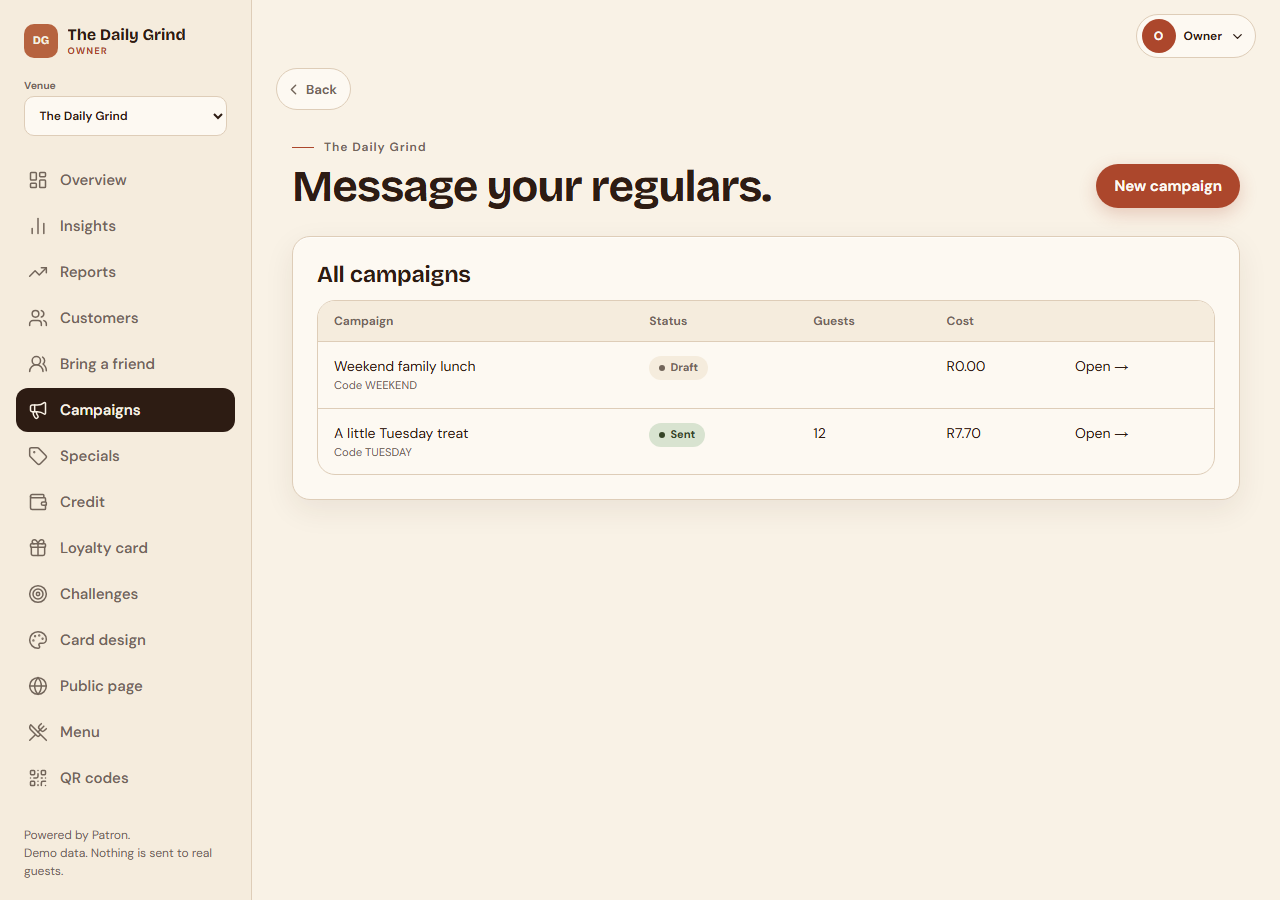 DG
The Daily Grind
OWNER
Venue
The Daily Grind
Overview
Insights
Reports
Customers
Bring a friend
Campaigns
Specials
Credit
Loyalty card
Challenges
Card design
Public page
Menu
QR codes
Powered by Patron.
Demo data. Nothing is sent to real
guests.
O Owner
Back
The Daily Grind
Message your regulars.
New campaign
All campaigns
Campaign Status Guests Cost
Weekend family lunch Draft R0.00 Open →
Code WEEKEND
A little Tuesday treat Sent 12 R7.70 Open →
Code TUESDAY